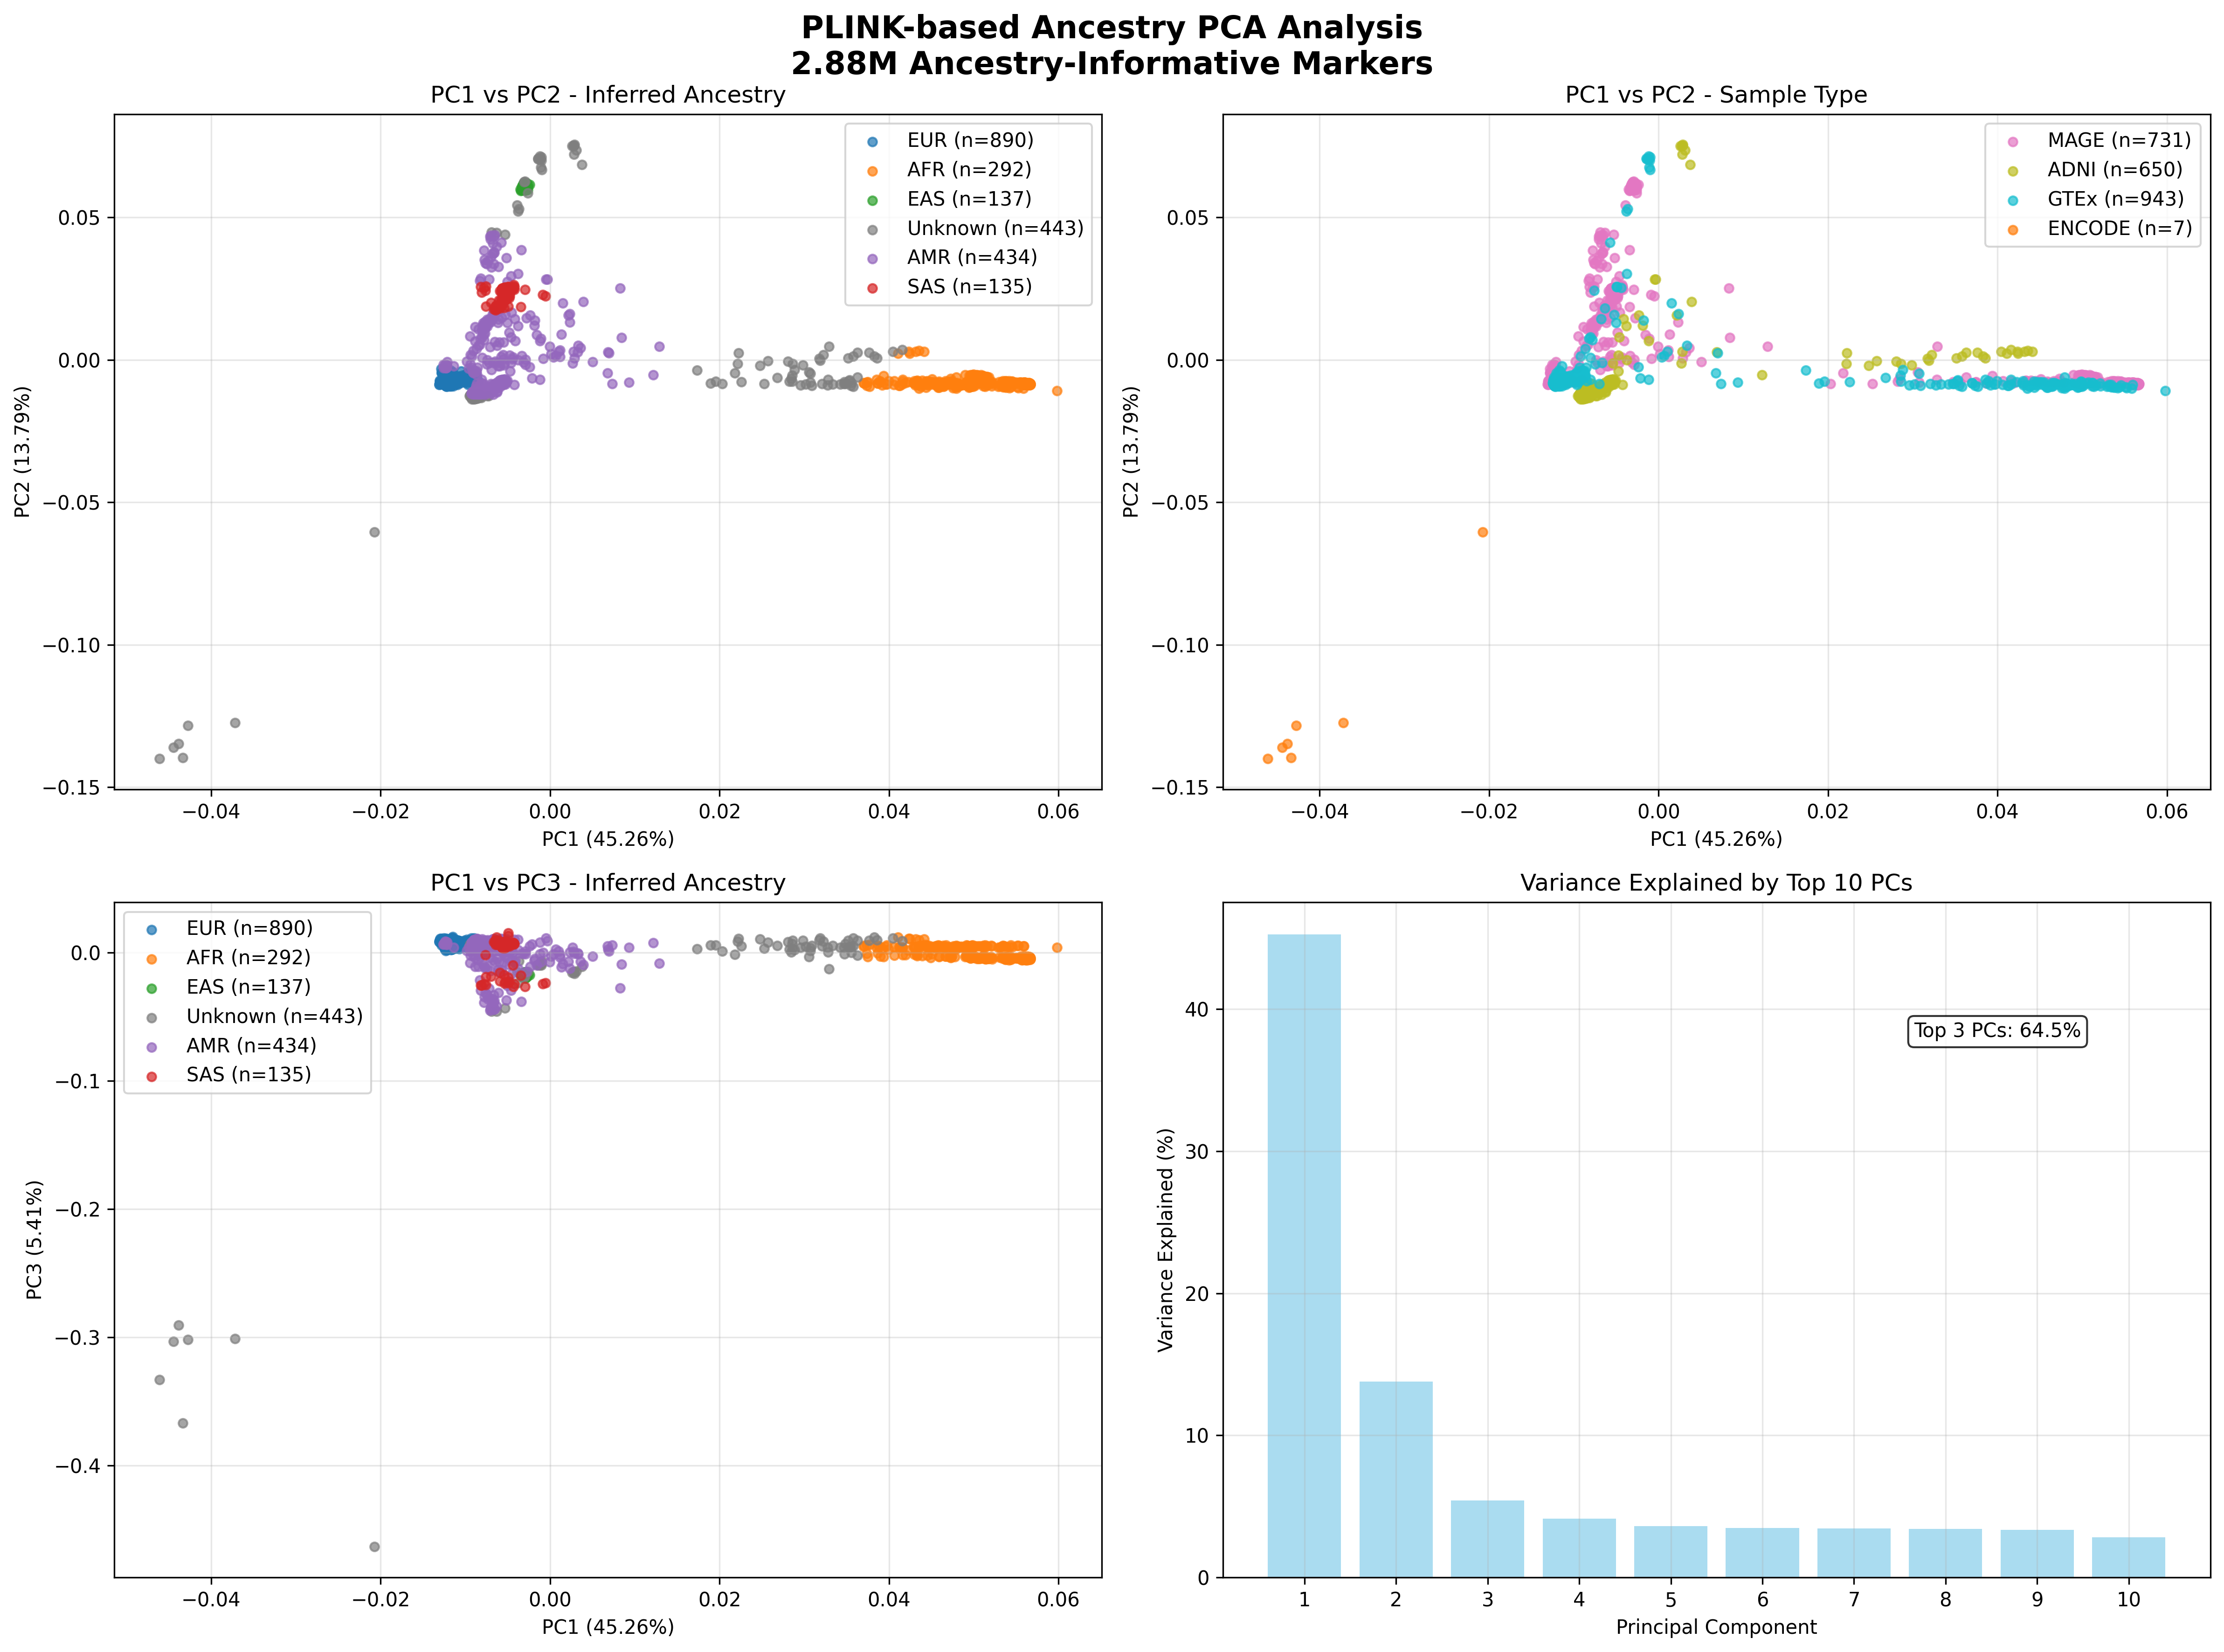 PLINK-based Ancestry PCA Analysis
2.88M Ancestry-Informative Markers
PC1 vs PC2 - Inferred Ancestry
EUR (n=890)
AFR (n=292)
EAS (n=137)
Unknown (n=443)
AMR (n=434)
SAS (n=135)
0.05
0.00
−0.05
−0.10
−0.15
PC2 (13.79%)
−0.04
−0.02
0.00
0.02
0.04
0.06
PC1 (45.26%)
PC1 vs PC2 - Sample Type
MAGE (n=731)
ADNI (n=650)
GTEx (n=943)
ENCODE (n=7)
0.05
0.00
−0.05
−0.10
−0.15
PC2 (13.79%)
−0.04
−0.02
0.00
0.02
0.04
0.06
PC1 (45.26%)
PC1 vs PC3 - Inferred Ancestry
EUR (n=890)
AFR (n=292)
EAS (n=137)
Unknown (n=443)
AMR (n=434)
SAS (n=135)
0.0
−0.1
−0.2
−0.3
−0.4
PC3 (5.41%)
−0.04
−0.02
0.00
0.02
0.04
0.06
PC1 (45.26%)
Variance Explained by Top 10 PCs
Top 3 PCs: 64.5%
40
30
20
10
0
Variance Explained (%)
1
2
3
4
5
6
7
8
9
10
Principal Component